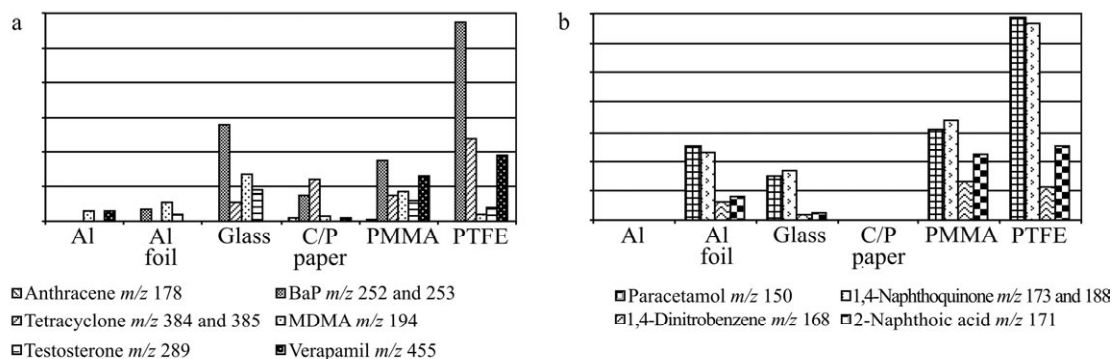 a
Al Al foil Glass C/P paper PMMA PTFE
Anthracene m/z 178 BaP m/z 252 and 253
Tetracyclone m/z 384 and 385 MDMA m/z 194
Testosterone m/z 289 Verapamil m/z 455
b
Al Al foil Glass C/P paper PMMA PTFE
Paracetamol m/z 150 1,4-Naphthoquinone m/z 173 and 188
1,4-Dinitrobenzene m/z 168 2-Naphthoic acid m/z 171